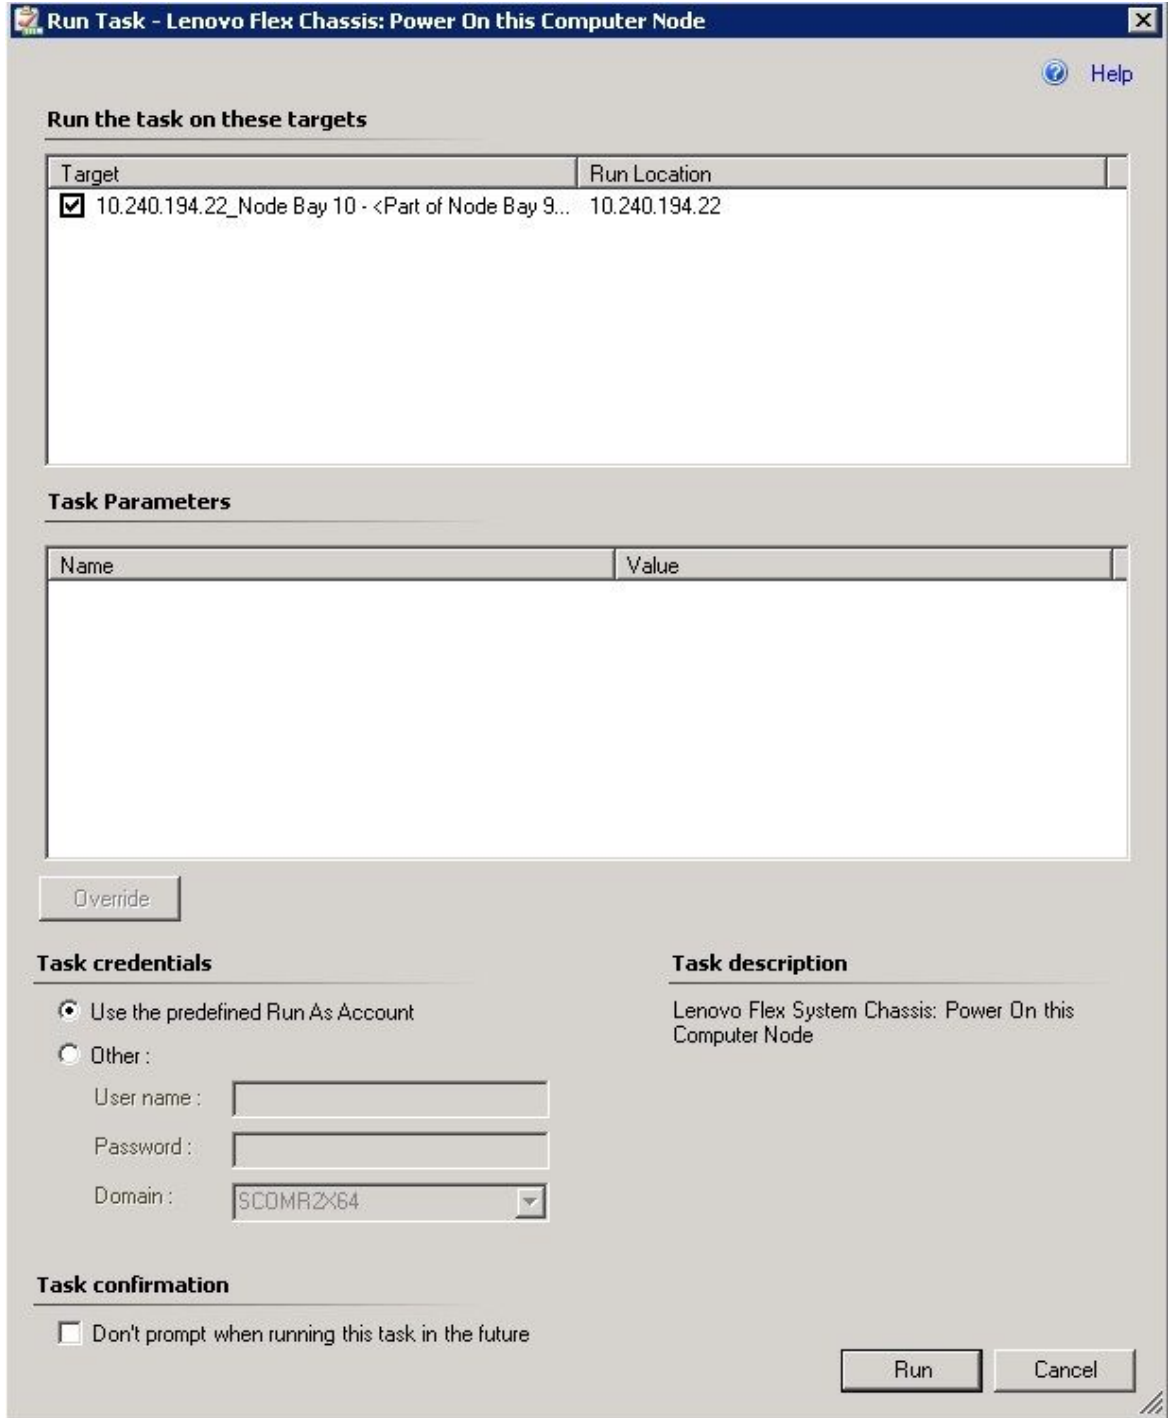 Run Task - Lenovo Flex Chassis: Power On this Computer Node
Help
Run the task on these targets
Target Run Location
10.240.194.22_Node Bay 10 - <Part of Node Bay 9... 10.240.194.22
Task Parameters
Name Value
Override
Task credentials
Use the predefined Run As Account
Other :
User name :
Password :
Domain : SCOMR2X64
Task description
Lenovo Flex System Chassis: Power On this
Computer Node
Task confirmation
Don't prompt when running this task in the future
Run Cancel